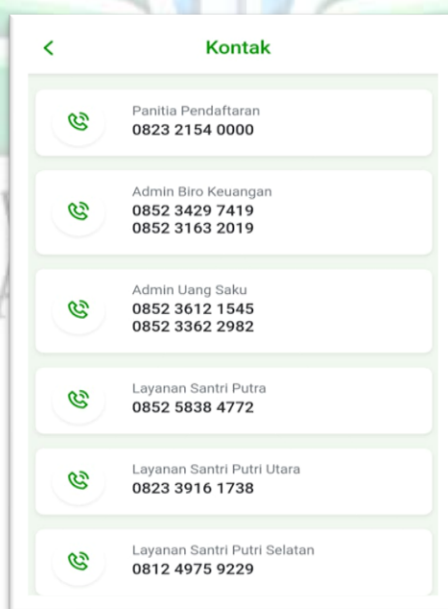 Kontak
Panitia Pendaftaran
0823 2154 0000
Admin Biro Keuangan
0852 3429 7419
0852 3163 2019
Admin Uang Saku
0852 3612 1545
0852 3362 2982
Layanan Santri Putra
0852 5838 4772
Layanan Santri Putri Utara
0823 3916 1738
Layanan Santri Putri Selatan
0812 4975 9229